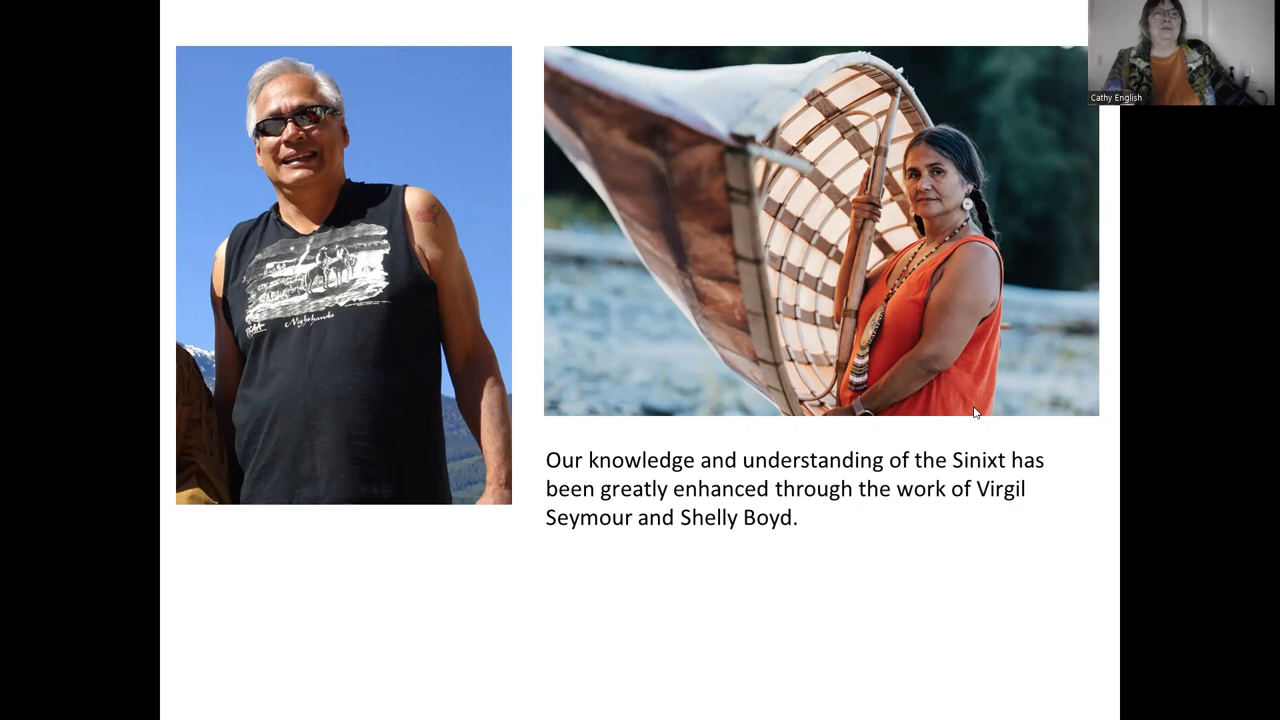 Cathy English
Our knowledge and understanding of the Sinixt has
been greatly enhanced through the work of Virgil
Seymour and Shelly Boyd.